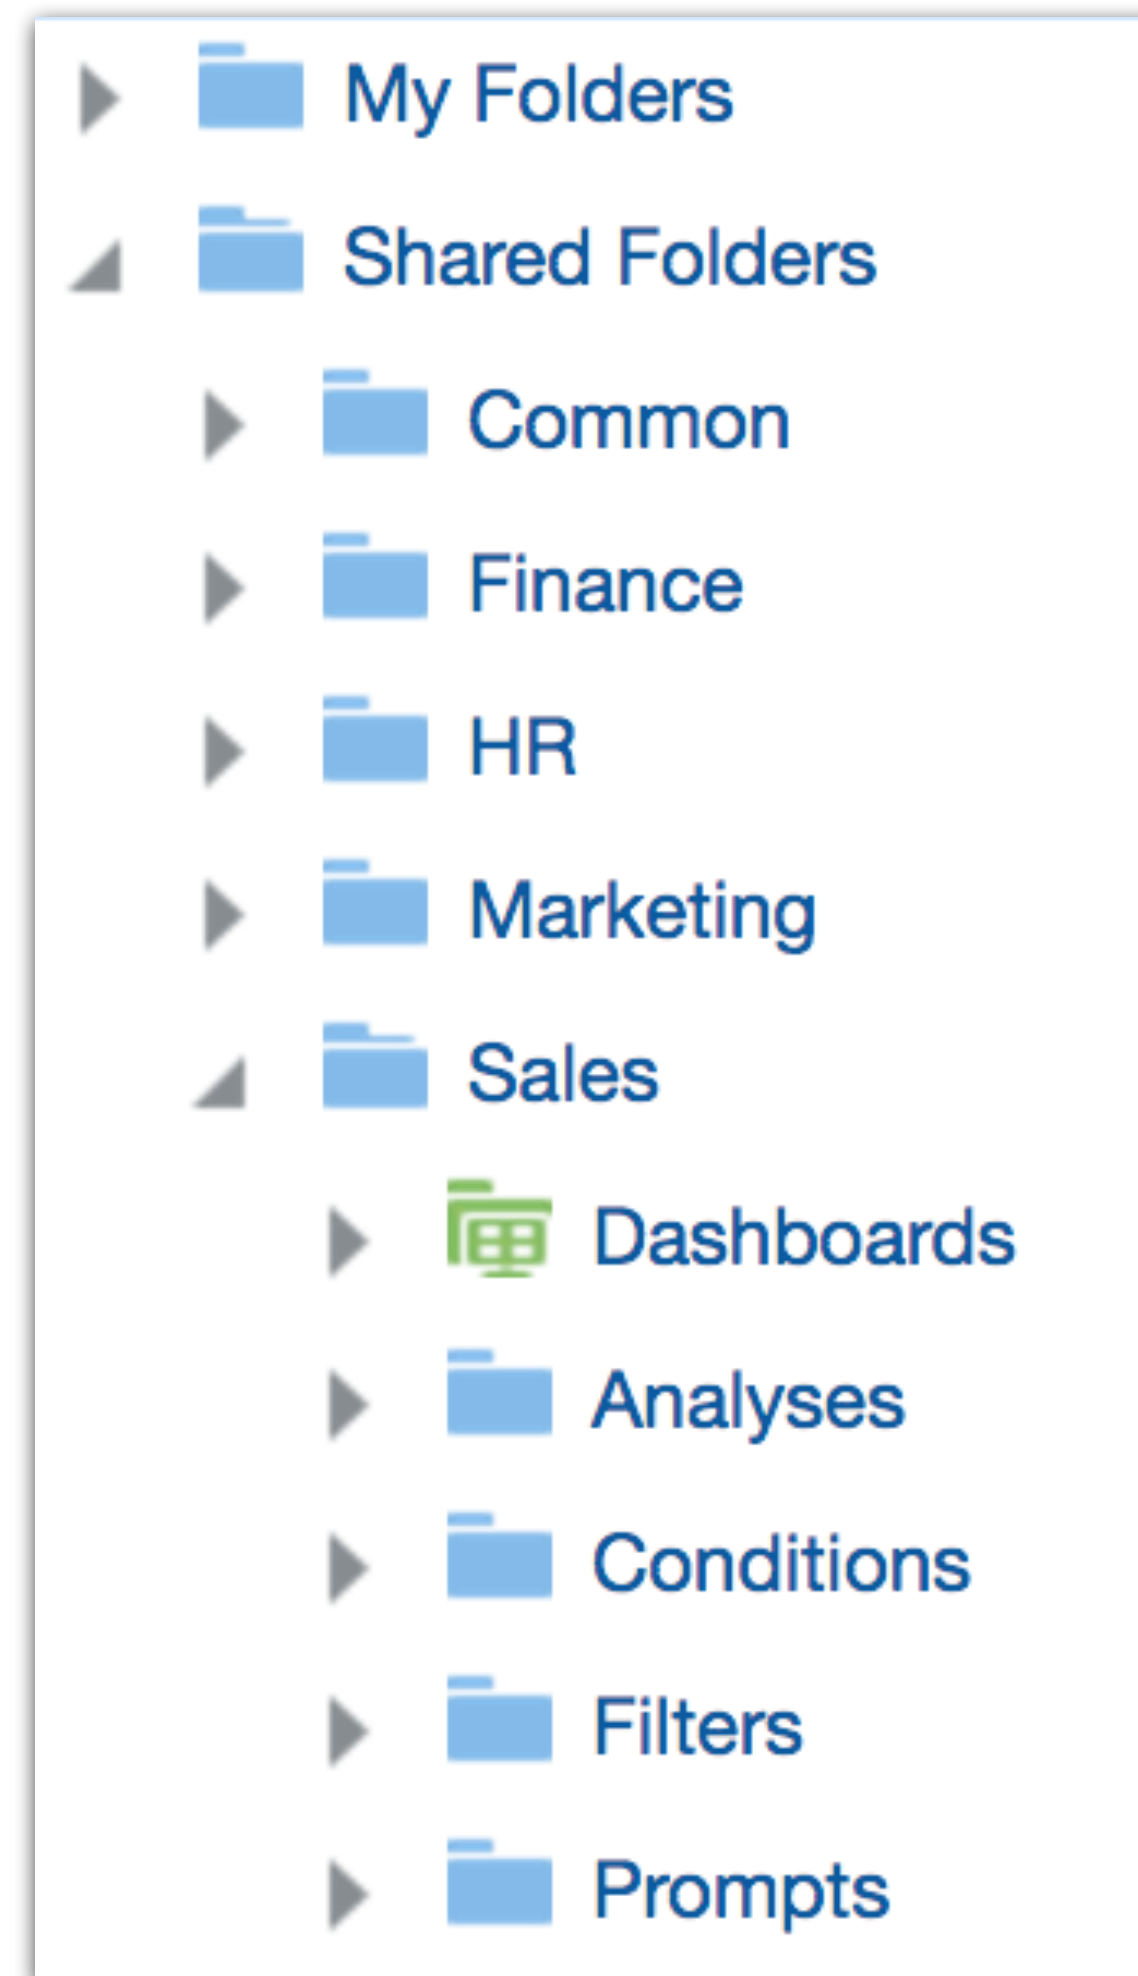 My Folders
Shared Folders
Common
Finance
HR
Marketing
Sales
Dashboards
Analyses
Conditions
Filters
Prompts